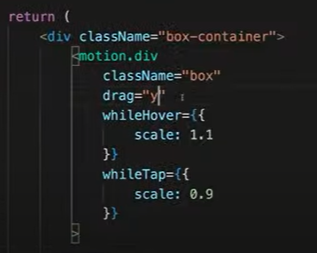 return (
<div className="box-container">
<motion.div
className="box"
drag="y"
whileHover={{
scale: 1.1
}}
whileTap={{
scale: 0.9
}}
>